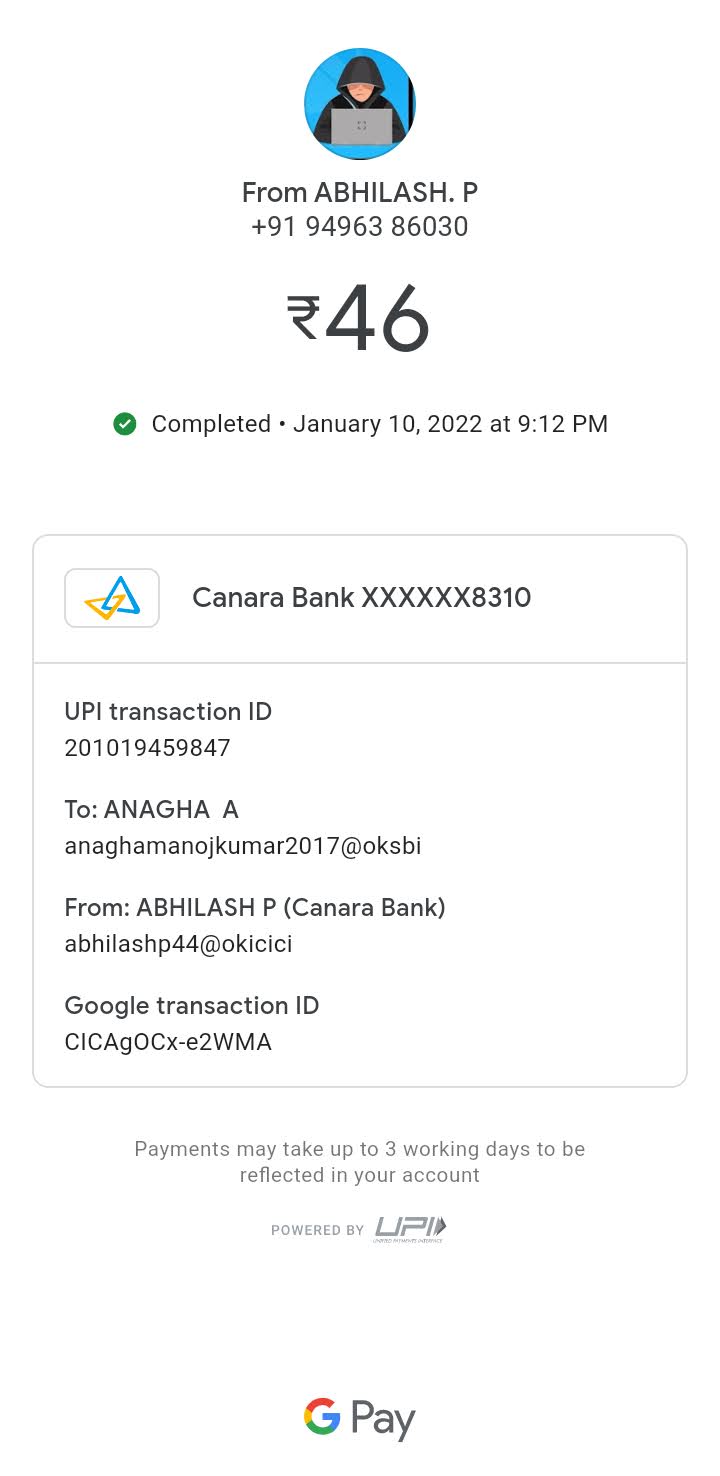 From ABHILASH. P
+91 94963 86030
₹46
Completed • January 10, 2022 at 9:12 PM
Canara Bank XXXXXX8310
UPI transaction ID
201019459847
To: ANAGHA  A
anaghamanojkumar2017@oksbi
From: ABHILASH P (Canara Bank)
abhilashp44@okicici
Google transaction ID
CICAgOCx-e2WMA
Payments may take up to 3 working days to be
reflected in your account
POWERED BY UPI
UNIFIED PAYMENTS INTERFACE
G Pay